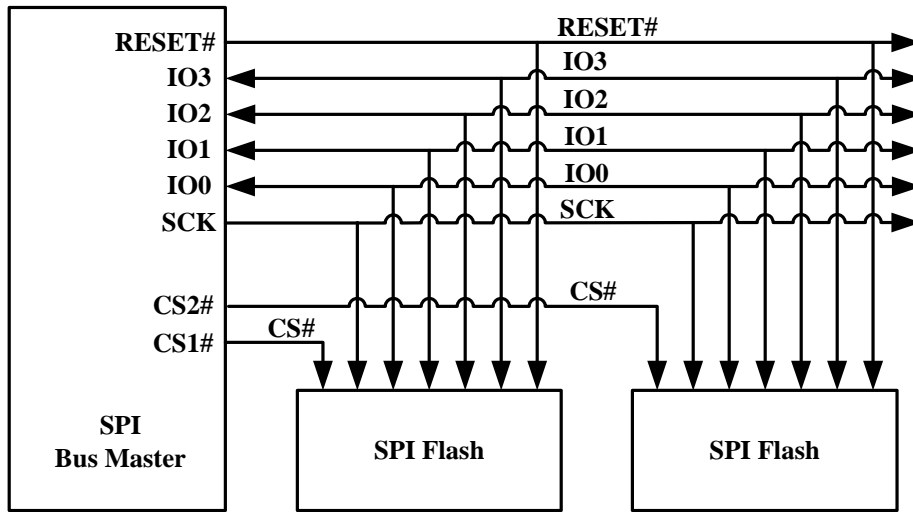 RESET#
RESET#
IO3
IO3
IO2
IO2
IO1
IO1
IO0
IO0
SCK
SCK
CS2#
CS#
CS1#
CS#
SPI
Bus Master
SPI Flash
SPI Flash